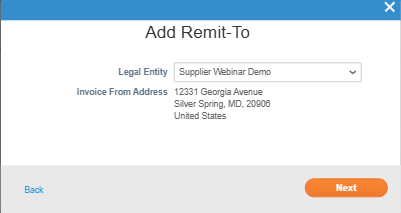 Add Remit-To
Legal Entity Supplier Webinar Demo
Invoice From Address 12331 Georgia Avenue
Silver Spring, MD, 20906
United States
Back Next